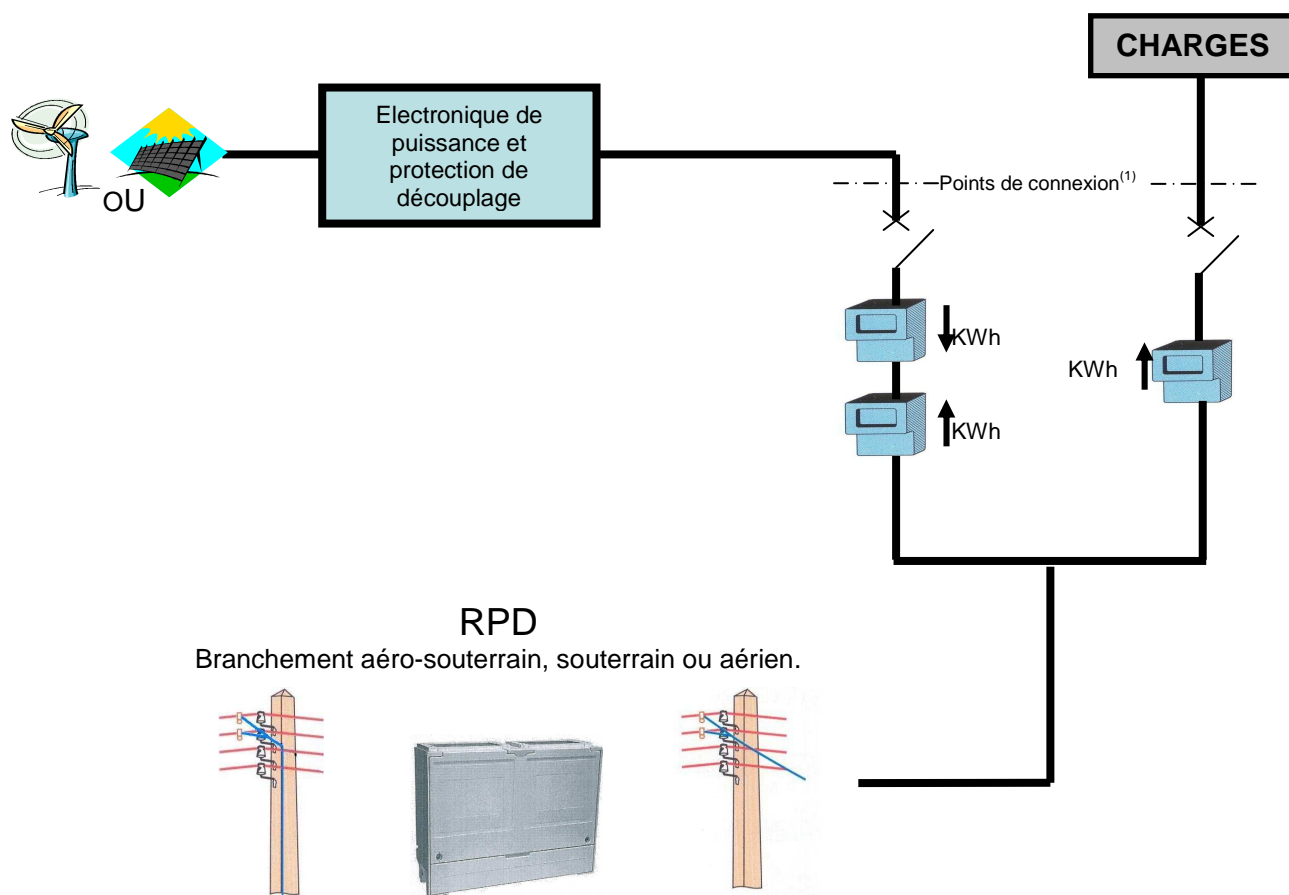 CHARGES
Electronique de
puissance et
protection de
découplage
OU
Points de connexion(1)
KWh
KWh
KWh
RPD
Branchement aéro-souterrain, souterrain ou aérien.